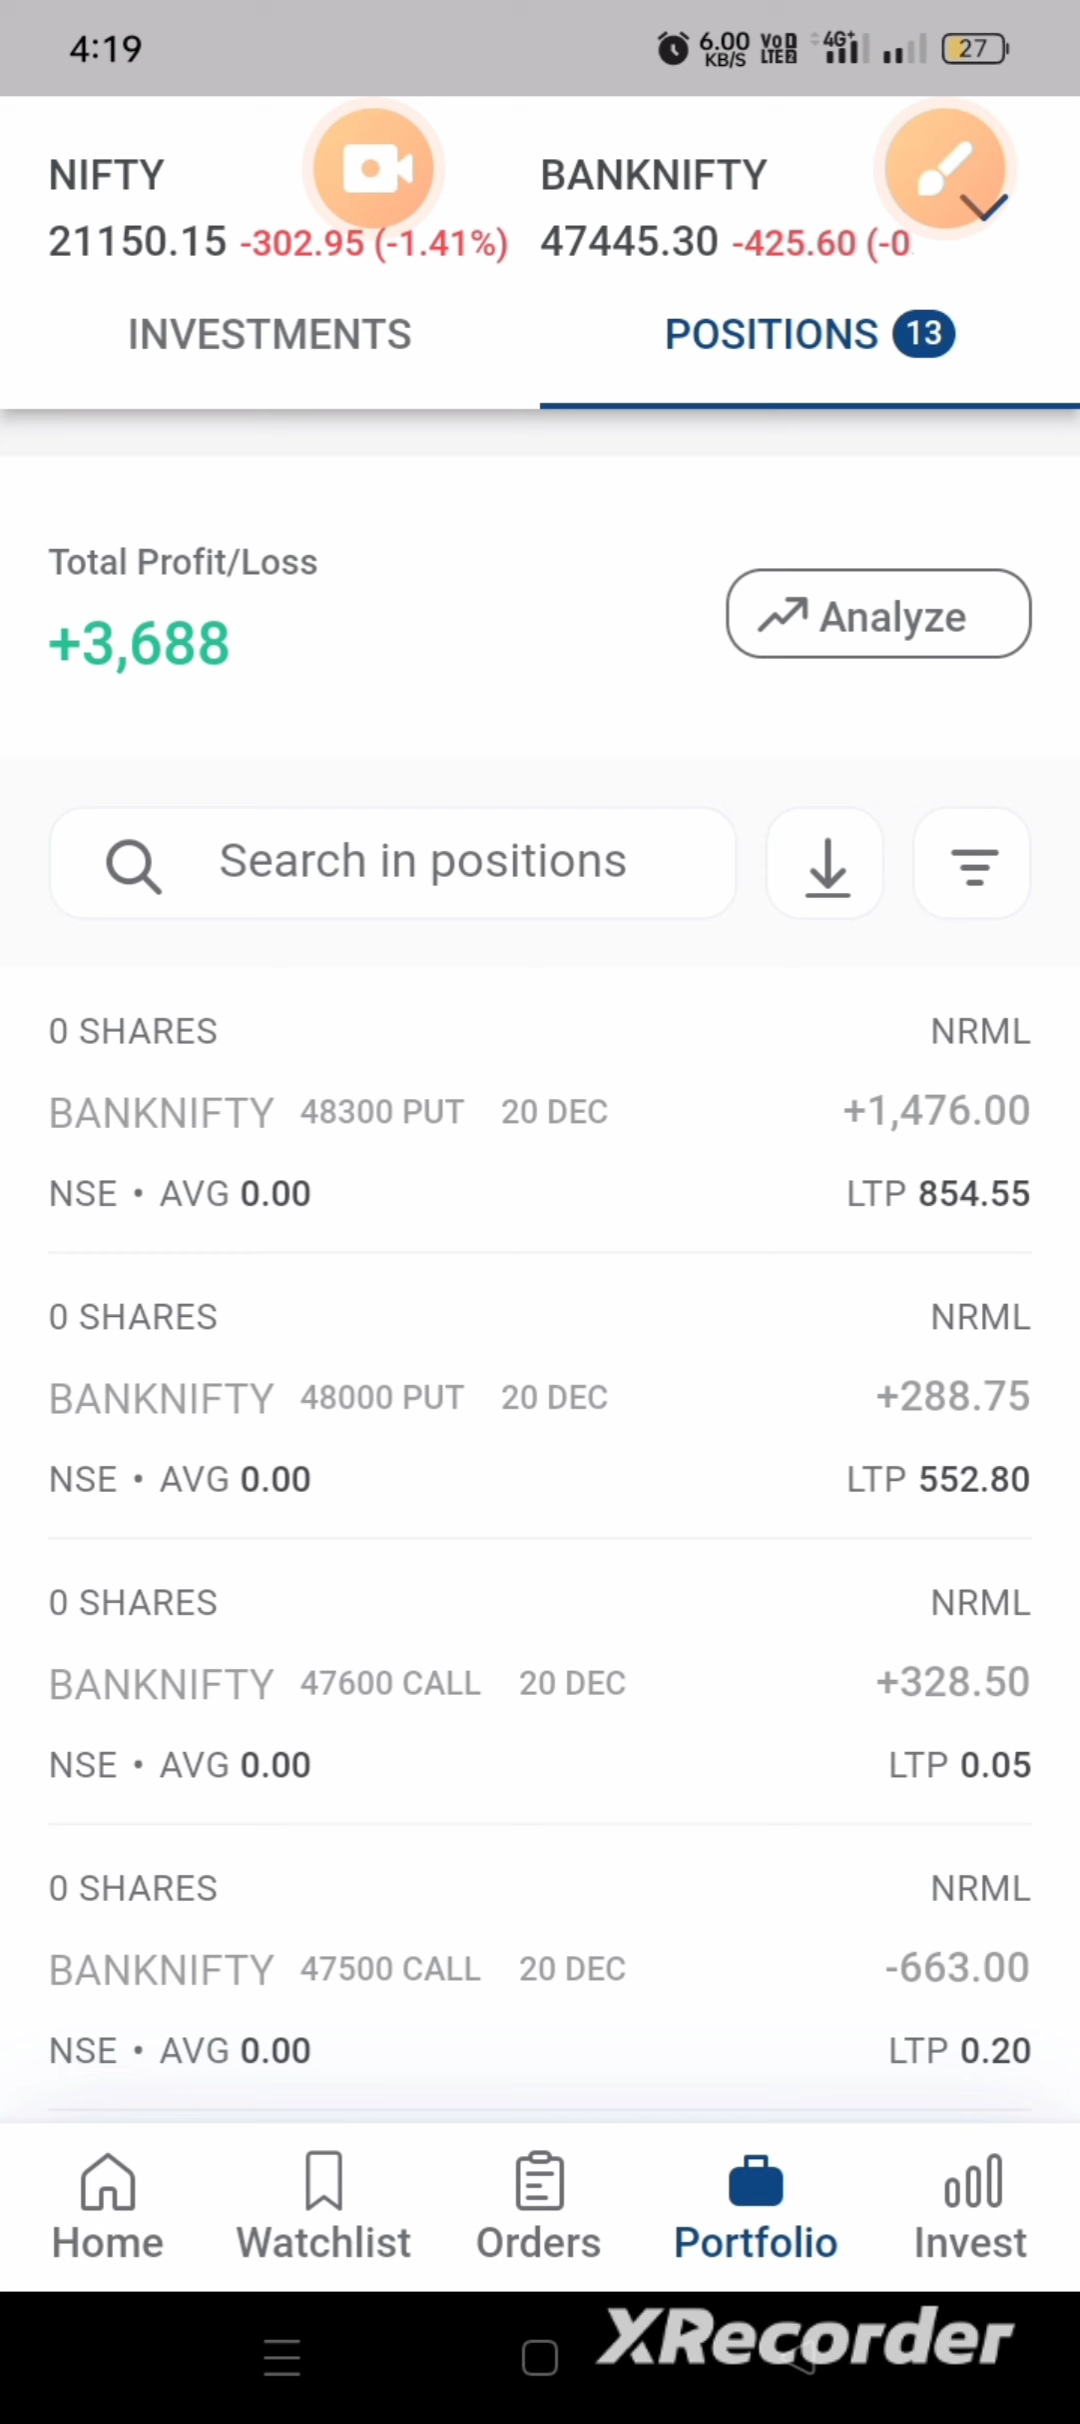 4:19 6.00 KB/S VoD LTE2 4G+ 27
NIFTY BANKNIFTY
21150.15 -302.95 (-1.41%) 47445.30 -425.60 (-0
INVESTMENTS POSITIONS 13
Total Profit/Loss
+3,688
Analyze
Search in positions
0 SHARES NRML
BANKNIFTY 48300 PUT 20 DEC +1,476.00
NSE • AVG 0.00 LTP 854.55
0 SHARES NRML
BANKNIFTY 48000 PUT 20 DEC +288.75
NSE • AVG 0.00 LTP 552.80
0 SHARES NRML
BANKNIFTY 47600 CALL 20 DEC +328.50
NSE • AVG 0.00 LTP 0.05
0 SHARES NRML
BANKNIFTY 47500 CALL 20 DEC -663.00
NSE • AVG 0.00 LTP 0.20
Home Watchlist Orders Portfolio Invest
XRecorder